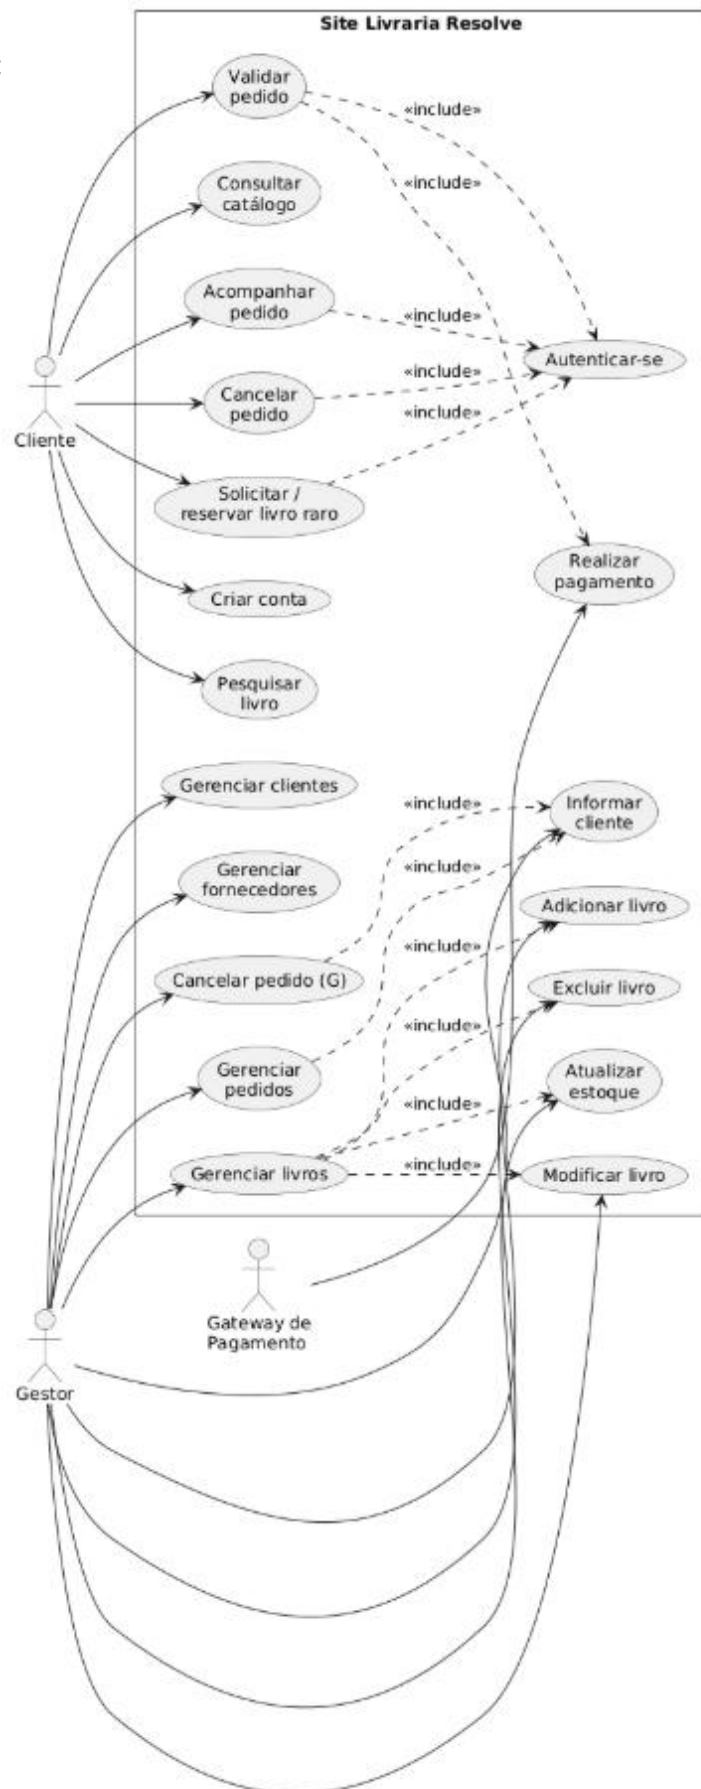 Site Livraria Resolve
Validar
pedido
«include»
«include»
Consultar
catálogo
Acompanhar
pedido
«include»
Autenticar-se
Cancelar
pedido
«include»
«include»
Cliente
Solicitar /
reservar livro raro
Realizar
pagamento
Criar conta
Pesquisar
livro
Gerenciar clientes
«include»
Informar
cliente
Gerenciar
fornecedores
«include»
Adicionar livro
«include»
Cancelar pedido (G)
Excluir livro
«include»
Gerenciar
pedidos
Atualizar
estoque
«include»
Gerenciar livros
«include»
Modificar livro
Gateway de
Pagamento
Gestor